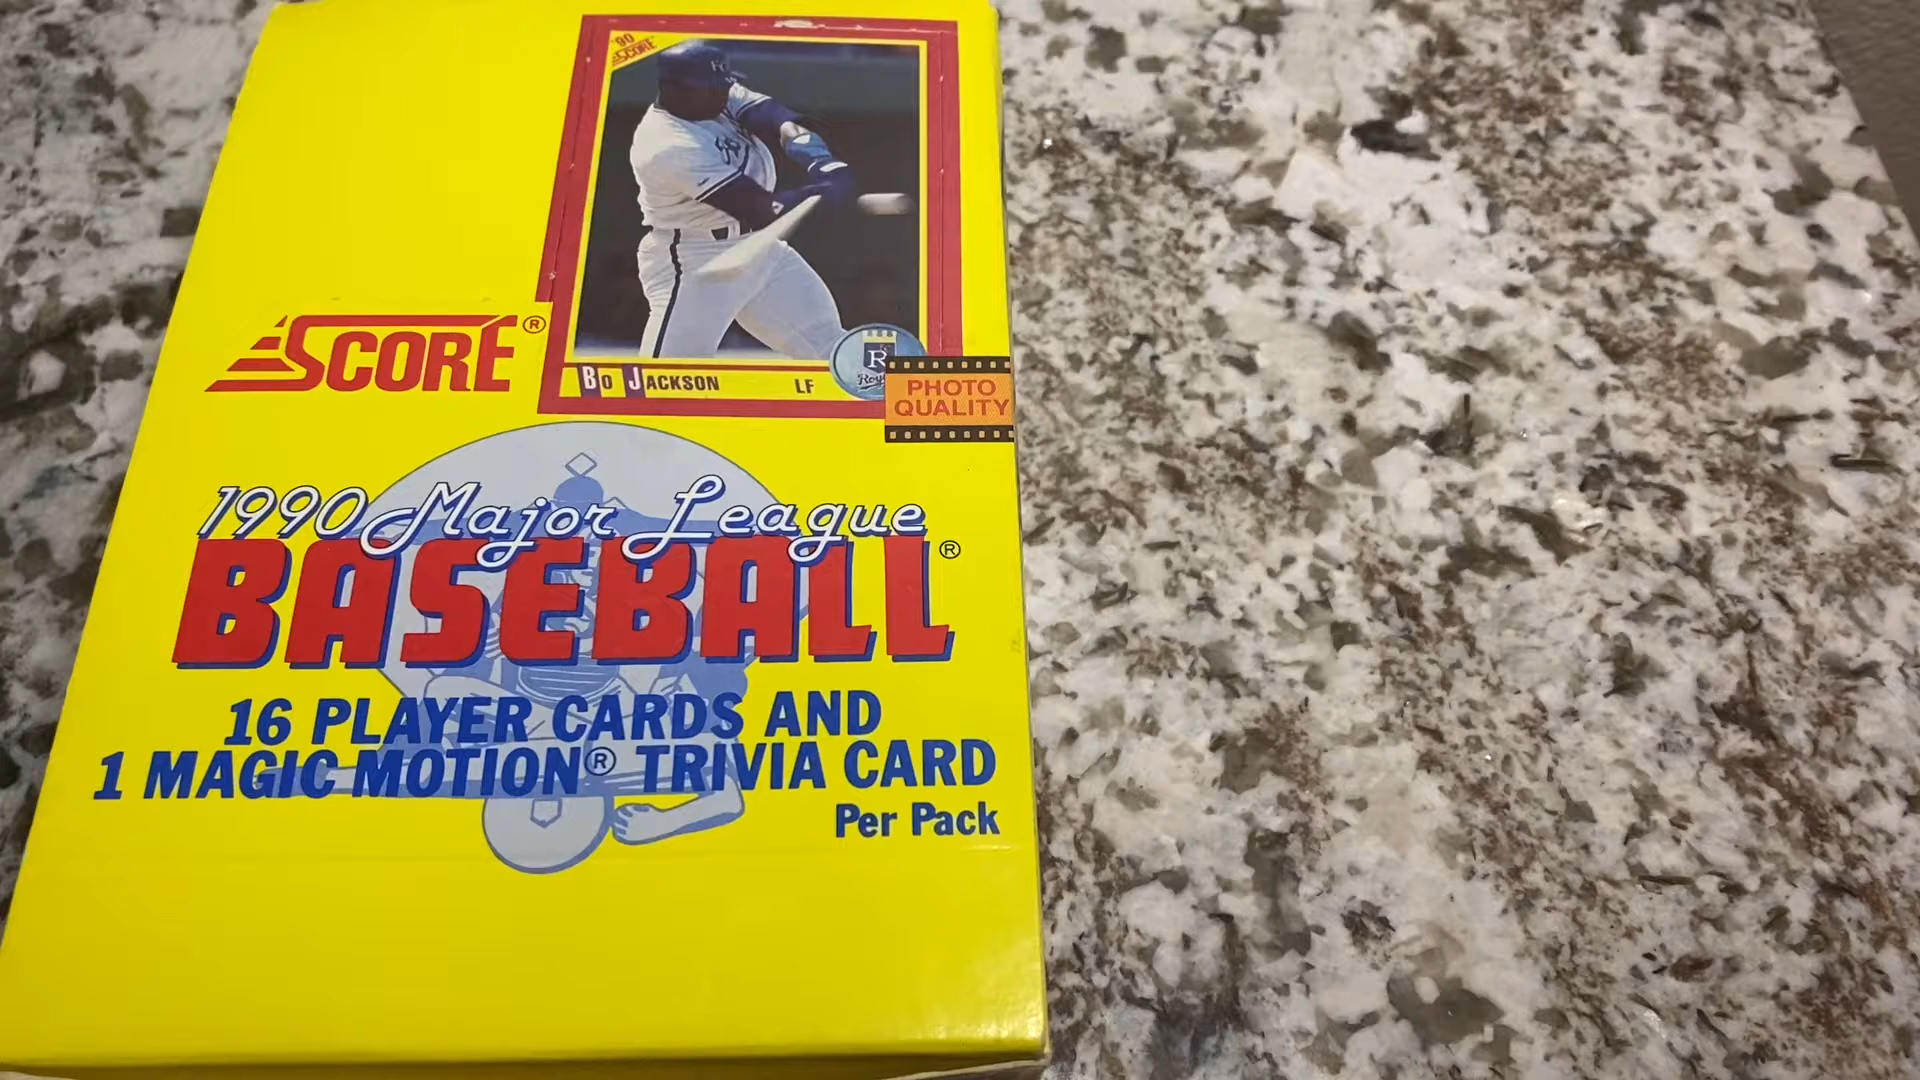 '90
SCORE
SCORE®
BO JACKSON LF
R
Royals
PHOTO
QUALITY
1990 Major League
BASEBALL®
16 PLAYER CARDS AND
1 MAGIC MOTION® TRIVIA CARD
Per Pack